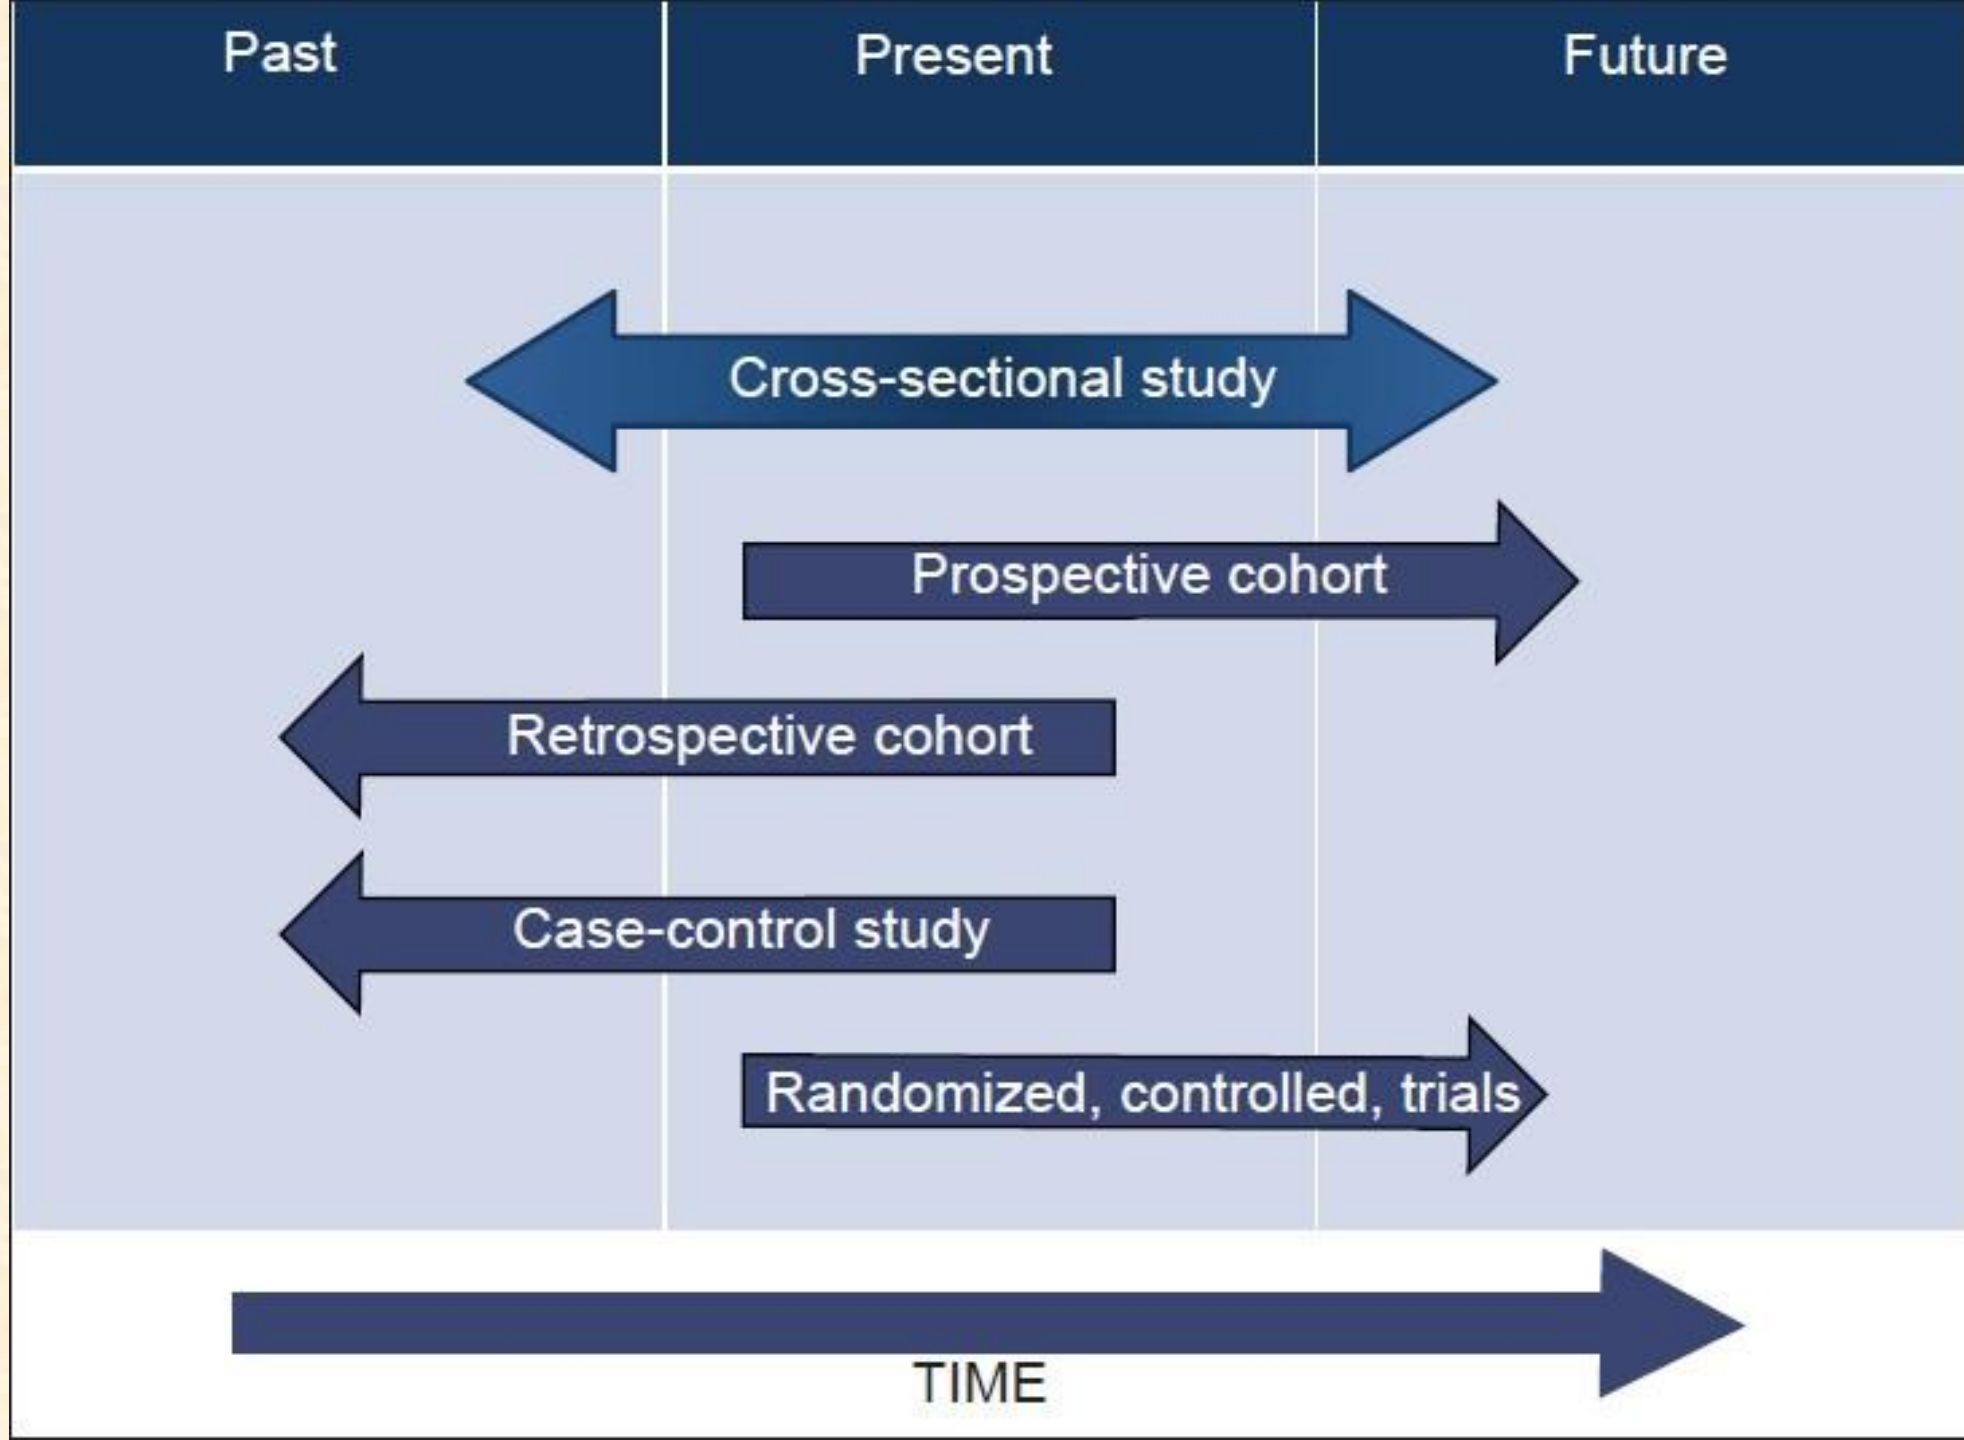 Past
Present
Future
Cross-sectional study
Prospective cohort
Retrospective cohort
Case-control study
Randomized, controlled, trials
TIME